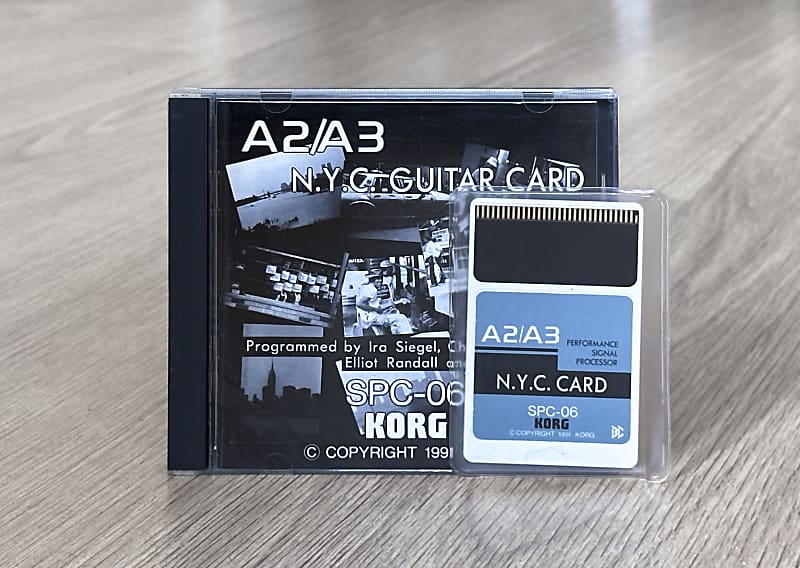 A2/A3
N.Y.C. GUITAR CARD
Programmed by Ira Siegel,
Elliot Randall
SPC-06
KORG
© COPYRIGHT 1991
A2/A3
PERFORMANCE
SIGNAL
PROCESSOR
N.Y.C. CARD
SPC-06
KORG
© COPYRIGHT 1991 KORG